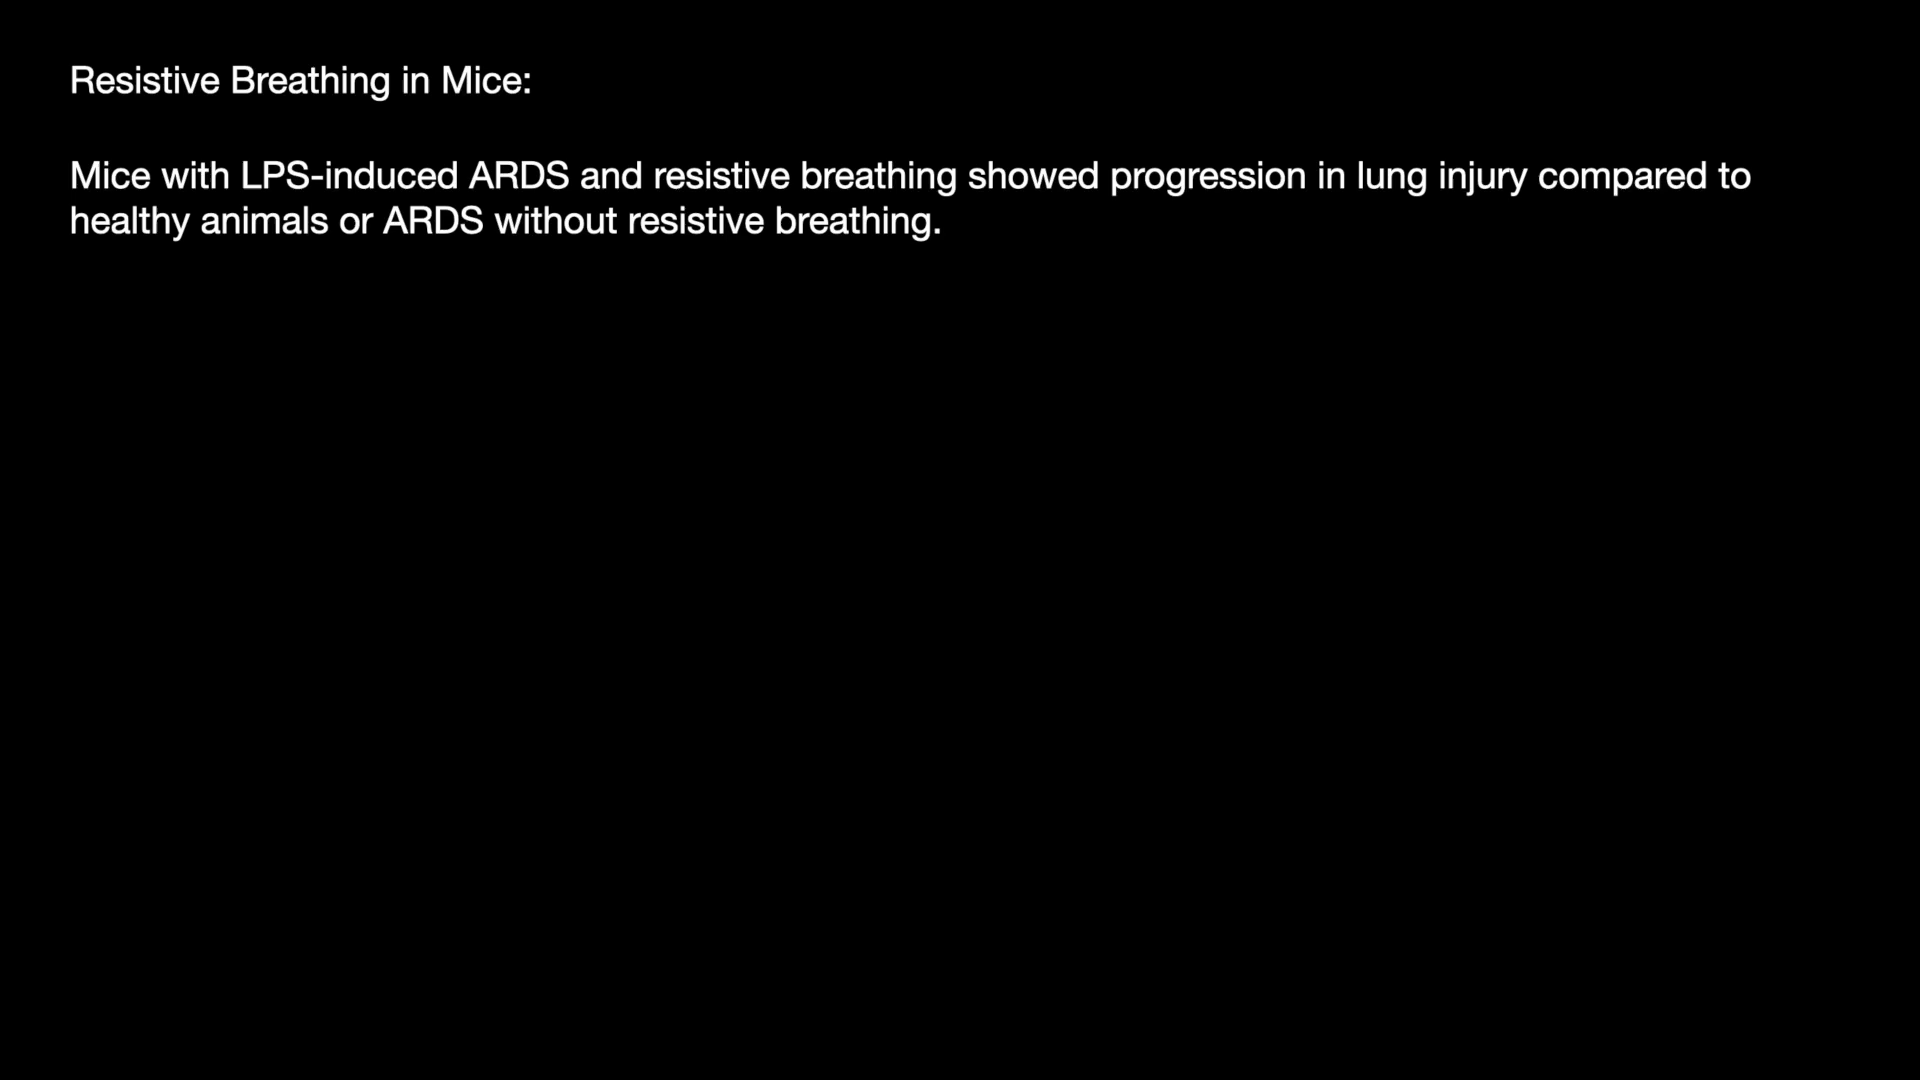 Resistive Breathing in Mice:
Mice with LPS-induced ARDS and resistive breathing showed progression in lung injury compared to
healthy animals or ARDS without resistive breathing.